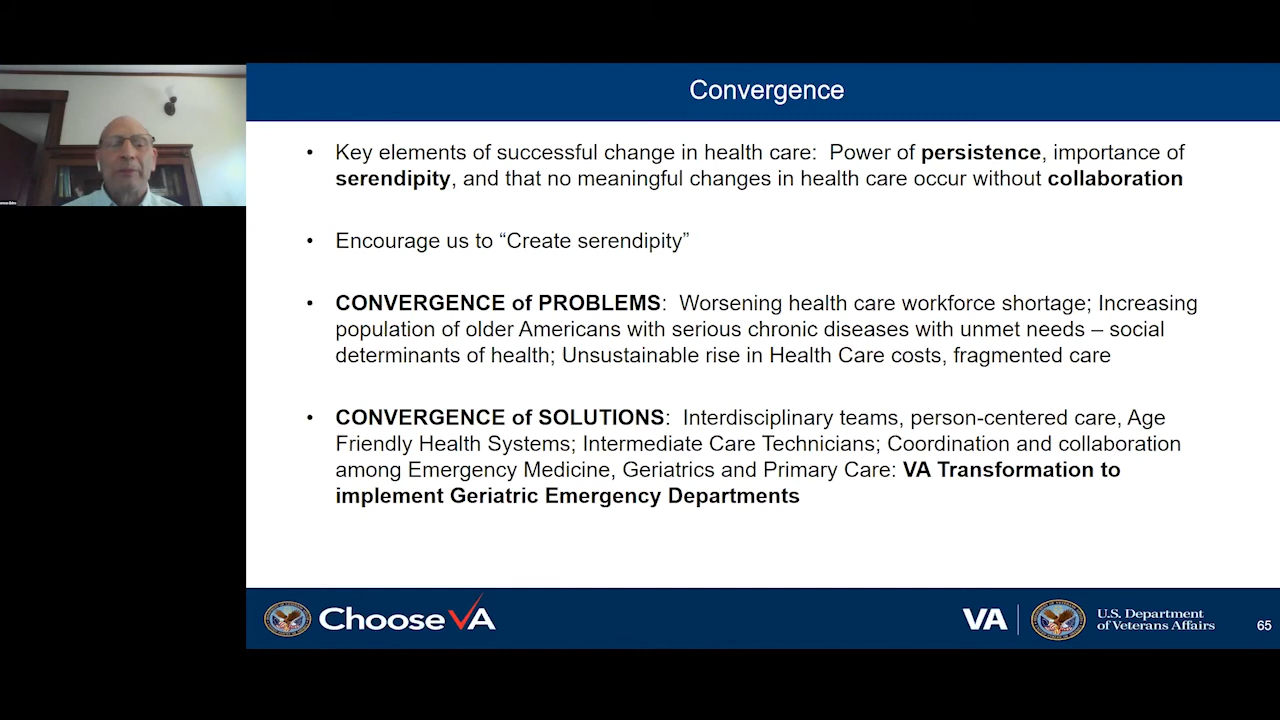 Convergence
• Key elements of successful change in health care: Power of persistence, importance of
serendipity, and that no meaningful changes in health care occur without collaboration
• Encourage us to “Create serendipity”
• CONVERGENCE of PROBLEMS: Worsening health care workforce shortage; Increasing
population of older Americans with serious chronic diseases with unmet needs – social
determinants of health; Unsustainable rise in Health Care costs, fragmented care
• CONVERGENCE of SOLUTIONS: Interdisciplinary teams, person-centered care, Age
Friendly Health Systems; Intermediate Care Technicians; Coordination and collaboration
among Emergency Medicine, Geriatrics and Primary Care: VA Transformation to
implement Geriatric Emergency Departments
Choose VA
VA
U.S. Department
of Veterans Affairs
65